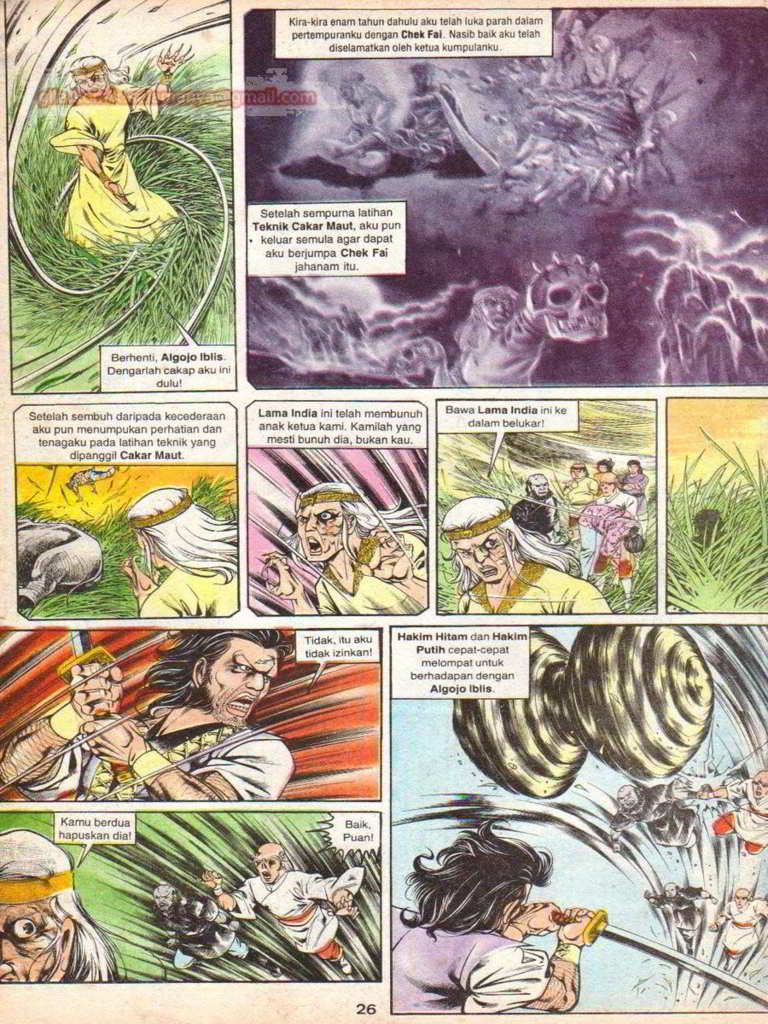 Kira-kira enam tahun dahulu aku telah luka parah dalam
pertempuranku dengan Chek Fai. Nasib baik aku telah
diselamatkan oleh ketua kumpulanku.
Setelah sempurna latihan
Teknik Cakar Maut, aku pun
keluar semula agar dapat
aku berjumpa Chek Fai
jahanam itu.
Berhenti, Algojo Iblis.
Dengarlah cakap aku ini
dulu!
Setelah sembuh daripada kecederaan
aku pun menumpukan perhatian dan
tenagaku pada latihan teknik yang
dipanggil Cakar Maut.
Lama India ini telah membunuh
anak ketua kami. Kamilah yang
mesti bunuh dia, bukan kau.
Bawa Lama India ini ke
dalam belukar!
Tidak, itu aku
tidak izinkan!
Hakim Hitam dan Hakim
Putih cepat-cepat
melompat untuk
berhadapan dengan
Algojo Iblis.
Kamu berdua
hapuskan dia!
Baik,
Puan!
26